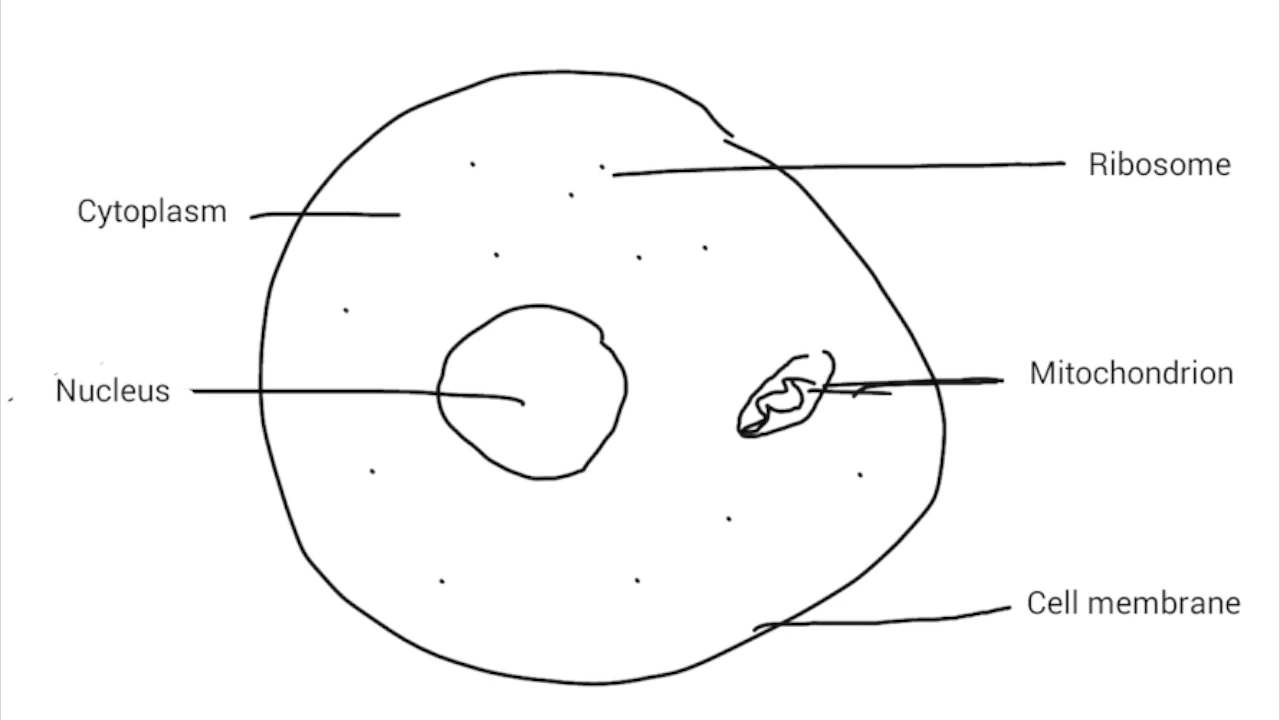 Ribosome
Cytoplasm
Mitochondrion
Nucleus
Cell membrane